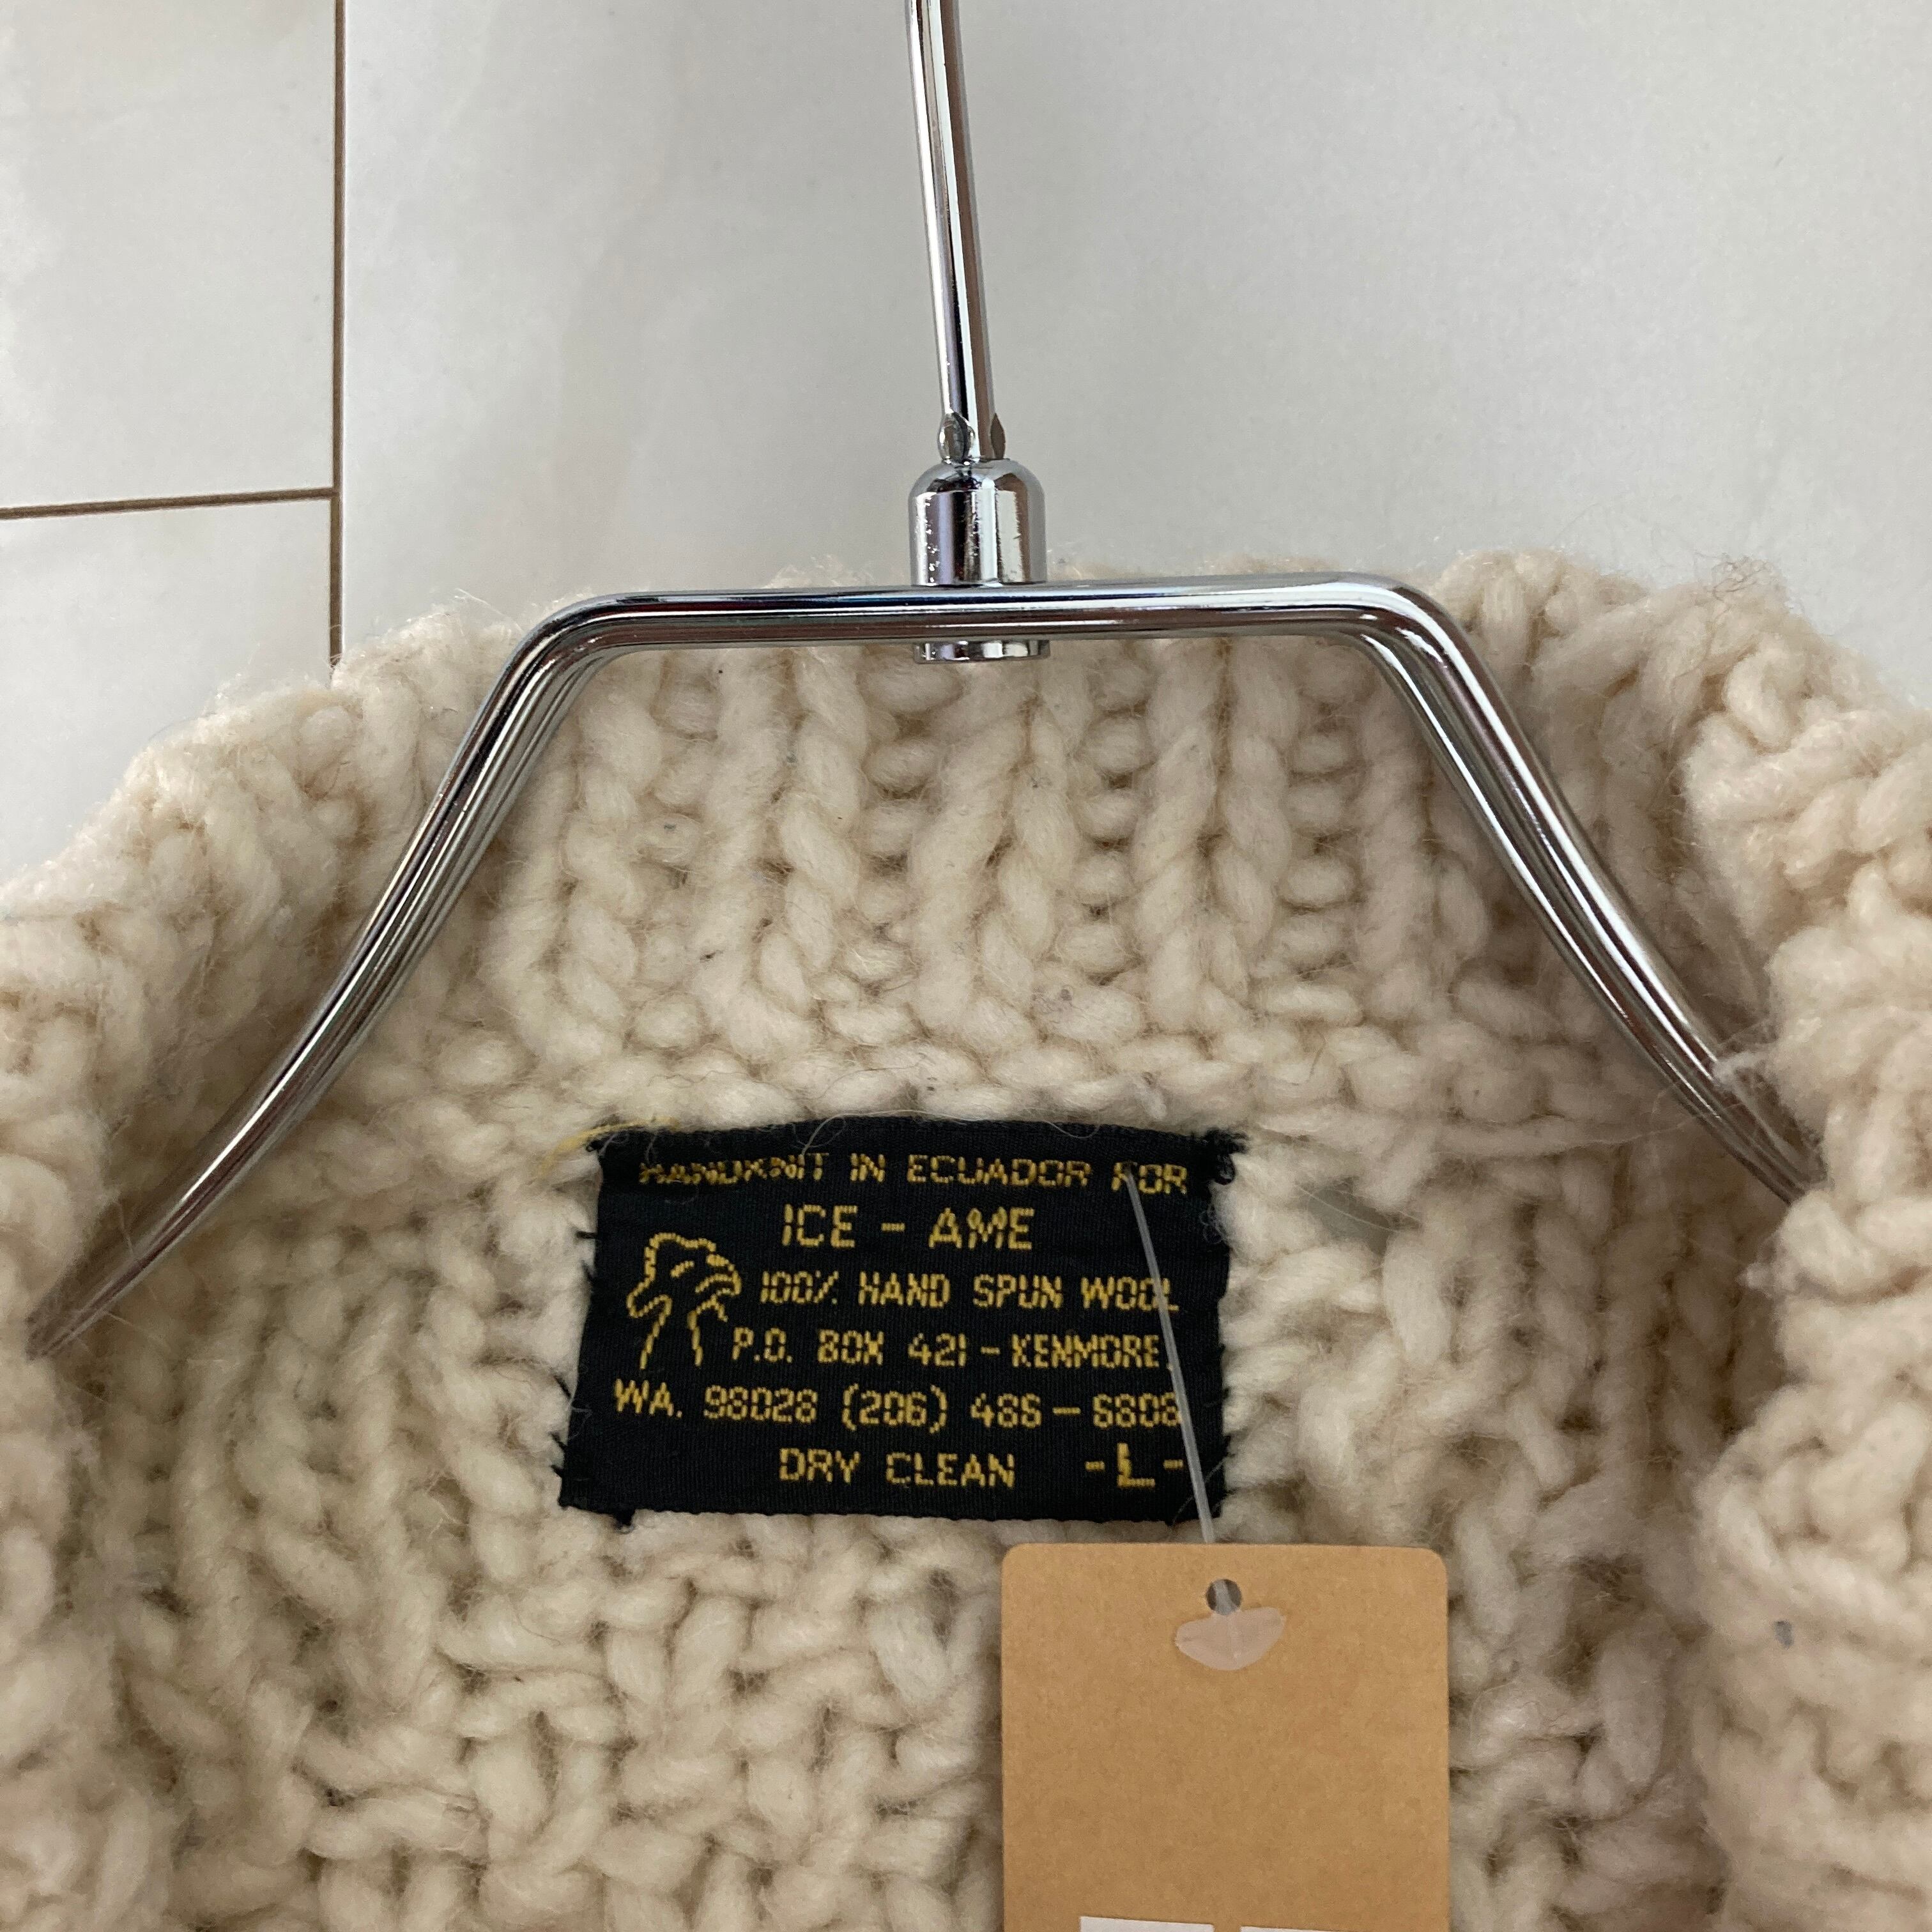 HANDKNIT IN ECUADOR FOR
ICE - AME
100% HAND SPUN WOOL
P.O. BOX 421 - KENMORE,
WA. 98028 (206) 486 - 6808
DRY CLEAN -L-